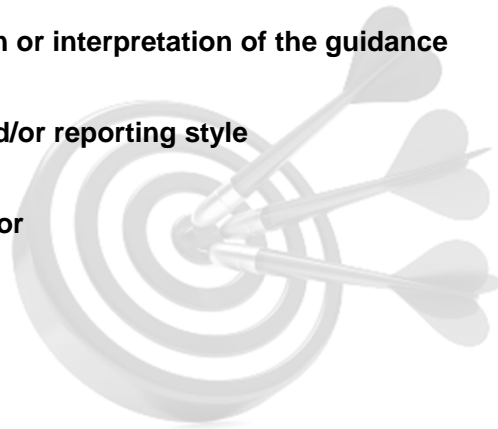 n or interpretation of the guidance
d/or reporting style
or